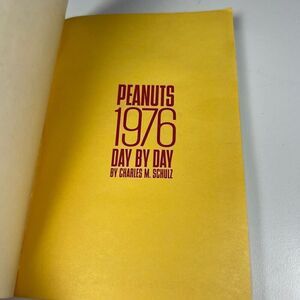 PEANUTS
1976
DAY BY DAY
BY CHARLES M. SCHULZ